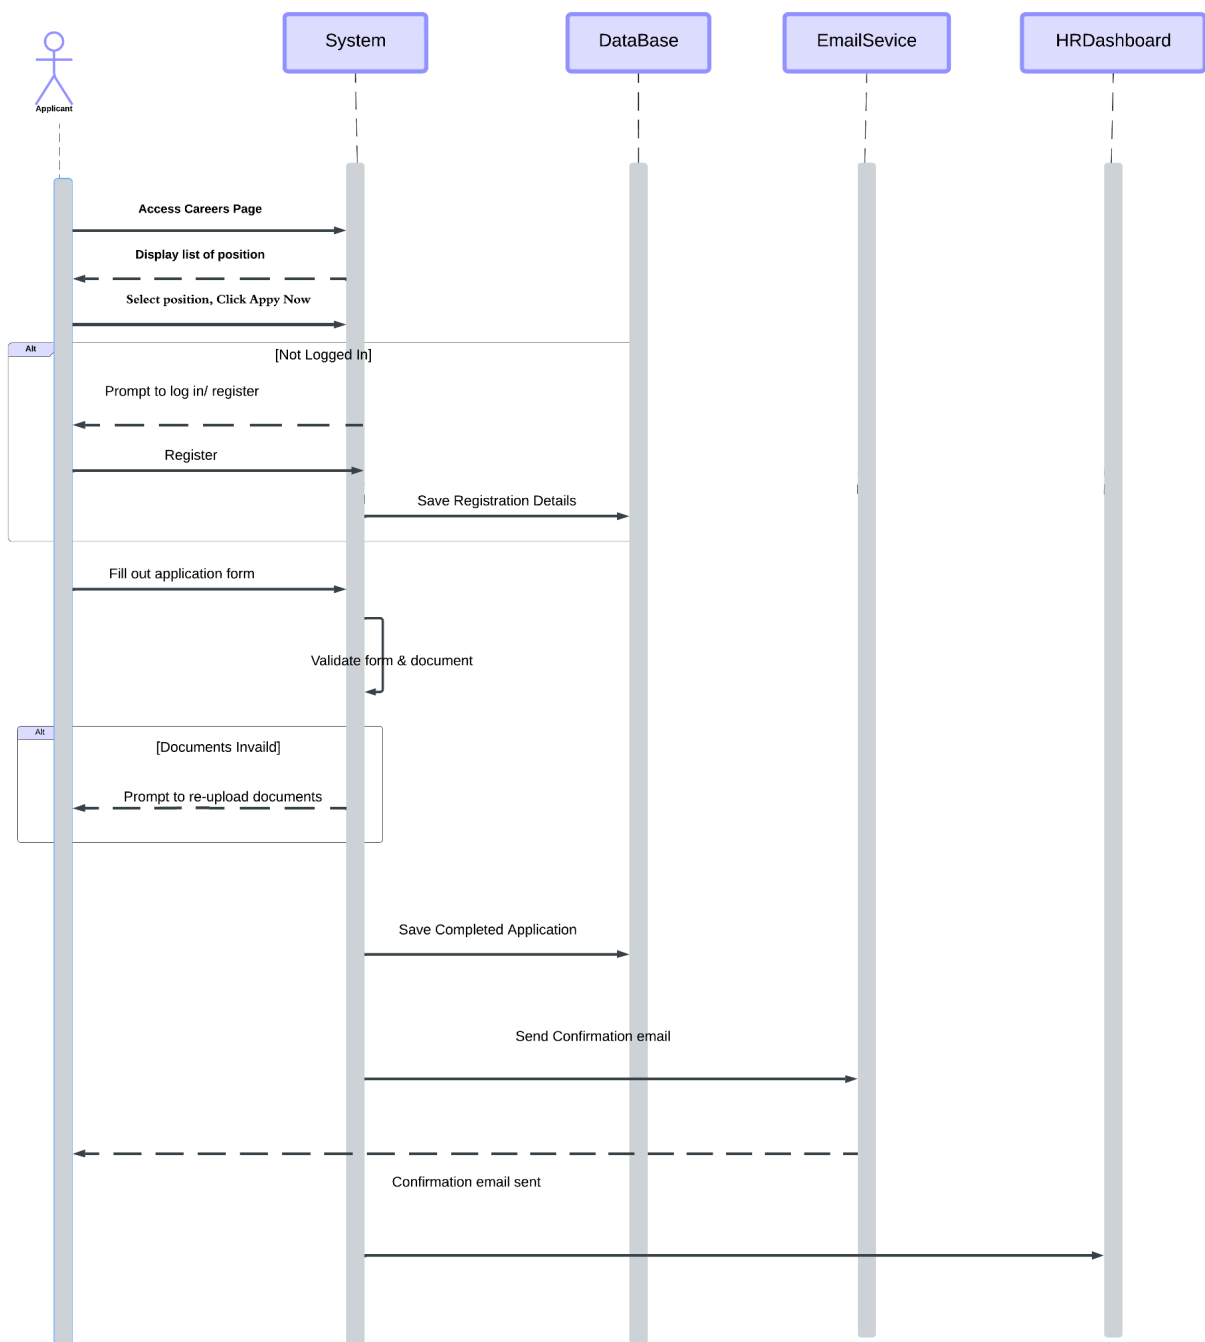 System
DataBase
EmailSevice
HRDashboard
Applicant
Access Careers Page
Display list of position
Select position, Click Appy Now
Alt
[Not Logged In]
Prompt to log in/ register
Register
Save Registration Details
Fill out application form
Validate form & document
Alt
[Documents Invaild]
Prompt to re-upload documents
Save Completed Application
Send Confirmation email
Confirmation email sent